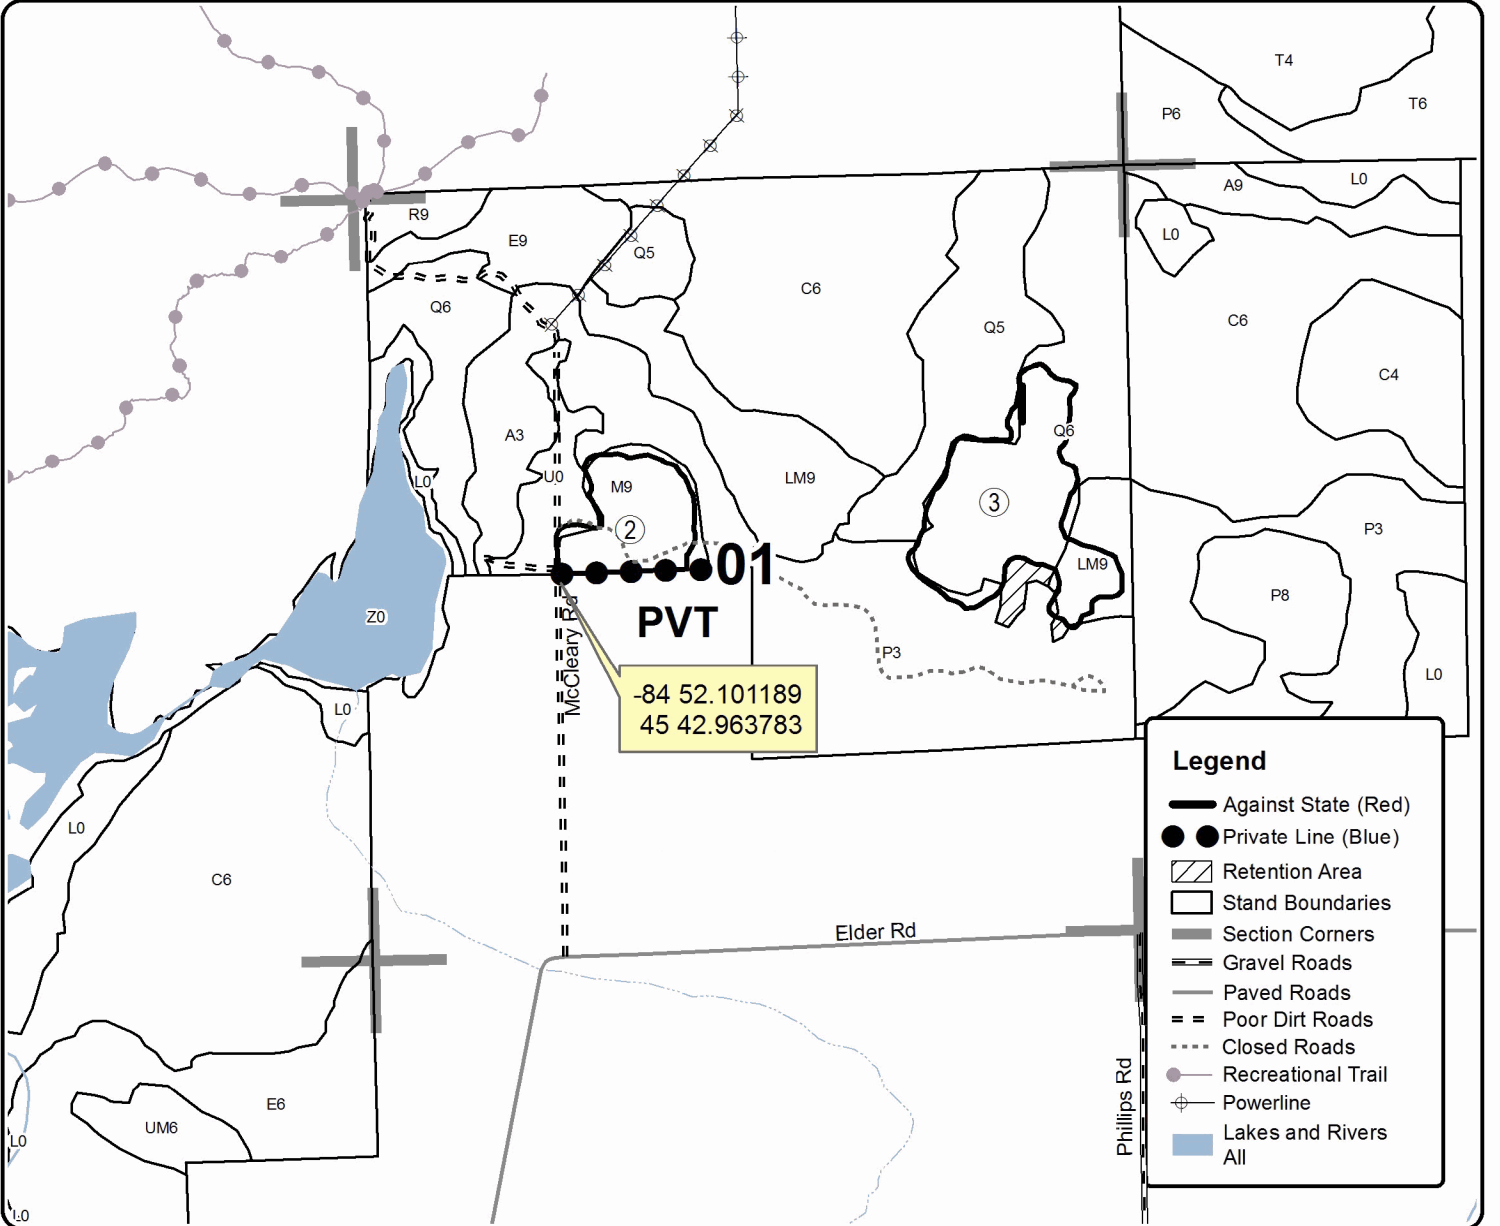 T4
T6
P6
A9
L0
L0
R9
E9
Q5
C6
Q5
C6
C4
Q6
A3
U0
M9
L0
LM9
Q6
2
3
01
PVT
LM9
P3
P8
Z0
McCleary Rd
P3
L0
-84 52.101189
45 42.963783
L0
L0
C6
Elder Rd
Phillips Rd
E6
UM6
L0
L0
Legend
Against State (Red)
Private Line (Blue)
Retention Area
Stand Boundaries
Section Corners
Gravel Roads
Paved Roads
Poor Dirt Roads
Closed Roads
Recreational Trail
Powerline
Lakes and Rivers
All